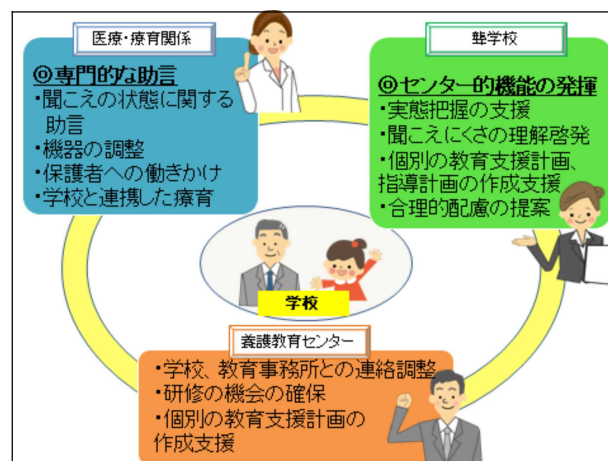 医療・療育関係
◎専門的な助言
・聞こえの状態に関する
助言
・機器の調整
・保護者への働きかけ
・学校と連携した療育
聾学校
◎センター的機能の発揮
・実態把握の支援
・聞こえにくさの理解啓発
・個別の教育支援計画、
指導計画の作成支援
・合理的配慮の提案
学校
養護教育センター
・学校、教育事務所との連絡調整
・研修の機会の確保
・個別の教育支援計画の
作成支援